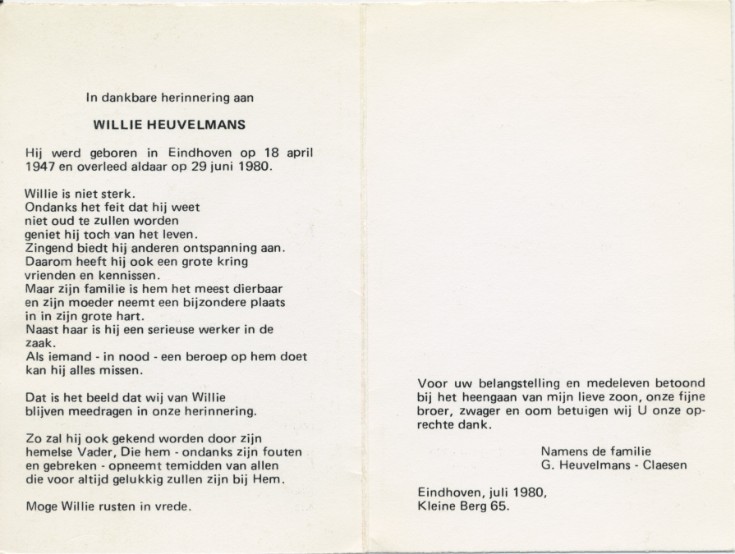 In dankbare herinnering aan
WILLIE HEUVELMANS
Hij werd geboren in Eindhoven op 18 april
1947 en overleed aldaar op 29 juni 1980.
Willie is niet sterk.
Ondanks het feit dat hij weet
niet oud te zullen worden
geniet hij toch van het leven.
Zingend biedt hij anderen ontspanning aan.
Daarom heeft hij ook een grote kring
vrienden en kennissen.
Maar zijn familie is hem het meest dierbaar
en zijn moeder neemt een bijzondere plaats
in in zijn grote hart.
Naast haar is hij een serieuse werker in de
zaak.
Als iemand - in nood - een beroep op hem doet
kan hij alles missen.
Dat is het beeld dat wij van Willie
blijven meedragen in onze herinnering.
Zo zal hij ook gekend worden door zijn
hemelse Vader, Die hem - ondanks zijn fouten
en gebreken - opneemt temidden van allen
die voor altijd gelukkig zullen zijn bij Hem.
Moge Willie rusten in vrede.
Voor uw belangstelling en medeleven betoond
bij het heengaan van mijn lieve zoon, onze fijne
broer, zwager en oom betuigen wij U onze op-
rechte dank.
Namens de familie
G. Heuvelmans - Claesen
Eindhoven, juli 1980,
Kleine Berg 65.